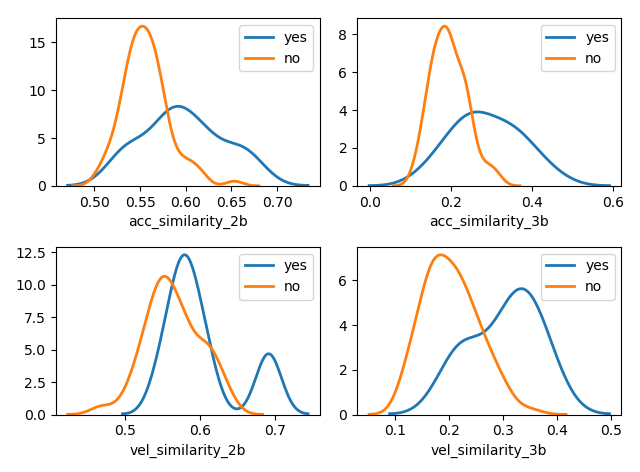 15
10
5
0
0.50 0.55 0.60 0.65 0.70
acc_similarity_2b
yes
no
8
6
4
2
0
0.0 0.2 0.4 0.6
acc_similarity_3b
yes
no
12.5
10.0
7.5
5.0
2.5
0.0
0.5 0.6 0.7
vel_similarity_2b
yes
no
6
4
2
0
0.1 0.2 0.3 0.4 0.5
vel_similarity_3b
yes
no